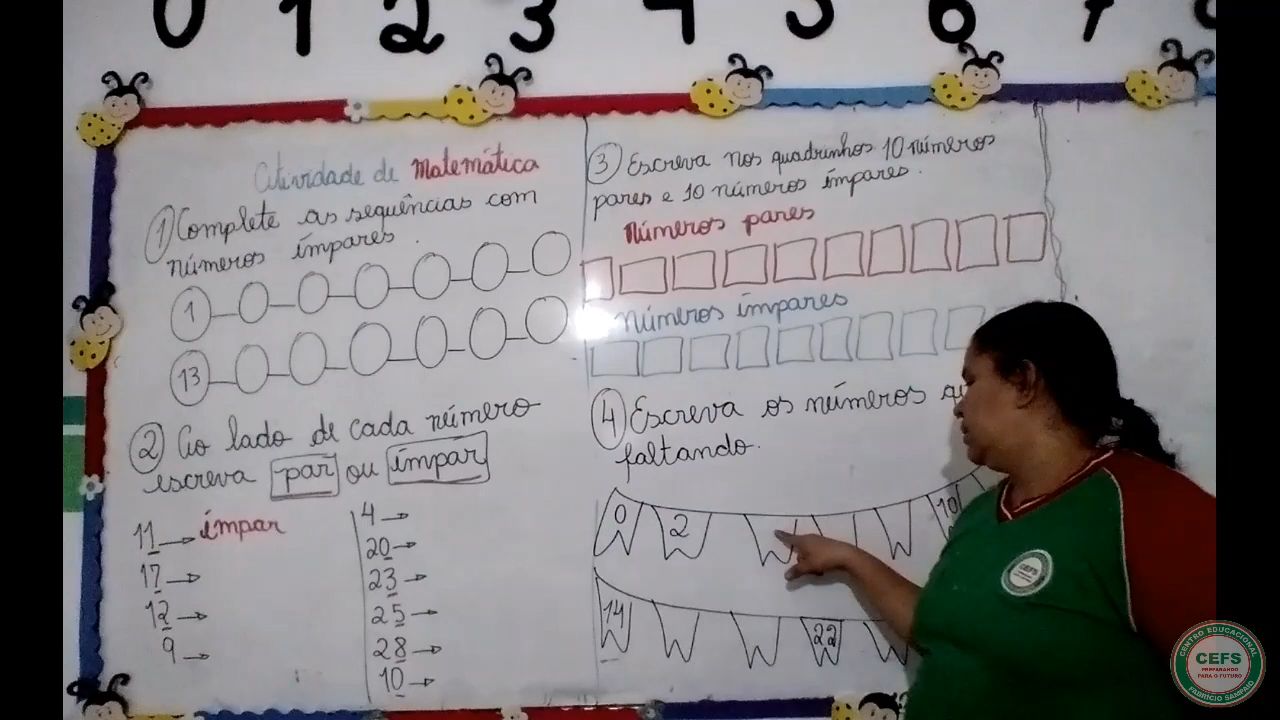 0 1 2 3 4 5 6 7
Atividade de Matemática
1 Complete as sequências com
números ímpares.
1
13
2 Ao lado de cada número
escreva par ou ímpar
11 ímpar
17
12
9
4
20
23
25
28
10
3 Escreva nos quadrinhos 10 números
pares e 10 números ímpares.
Números pares
números ímpares
4 Escreva os números
faltando.
0 2 10
14 22
CEFS
CENTRO EDUCACIONAL
CEFS
PREPARANDO
PARA O FUTURO
FABRÍCIO SAMPAIO